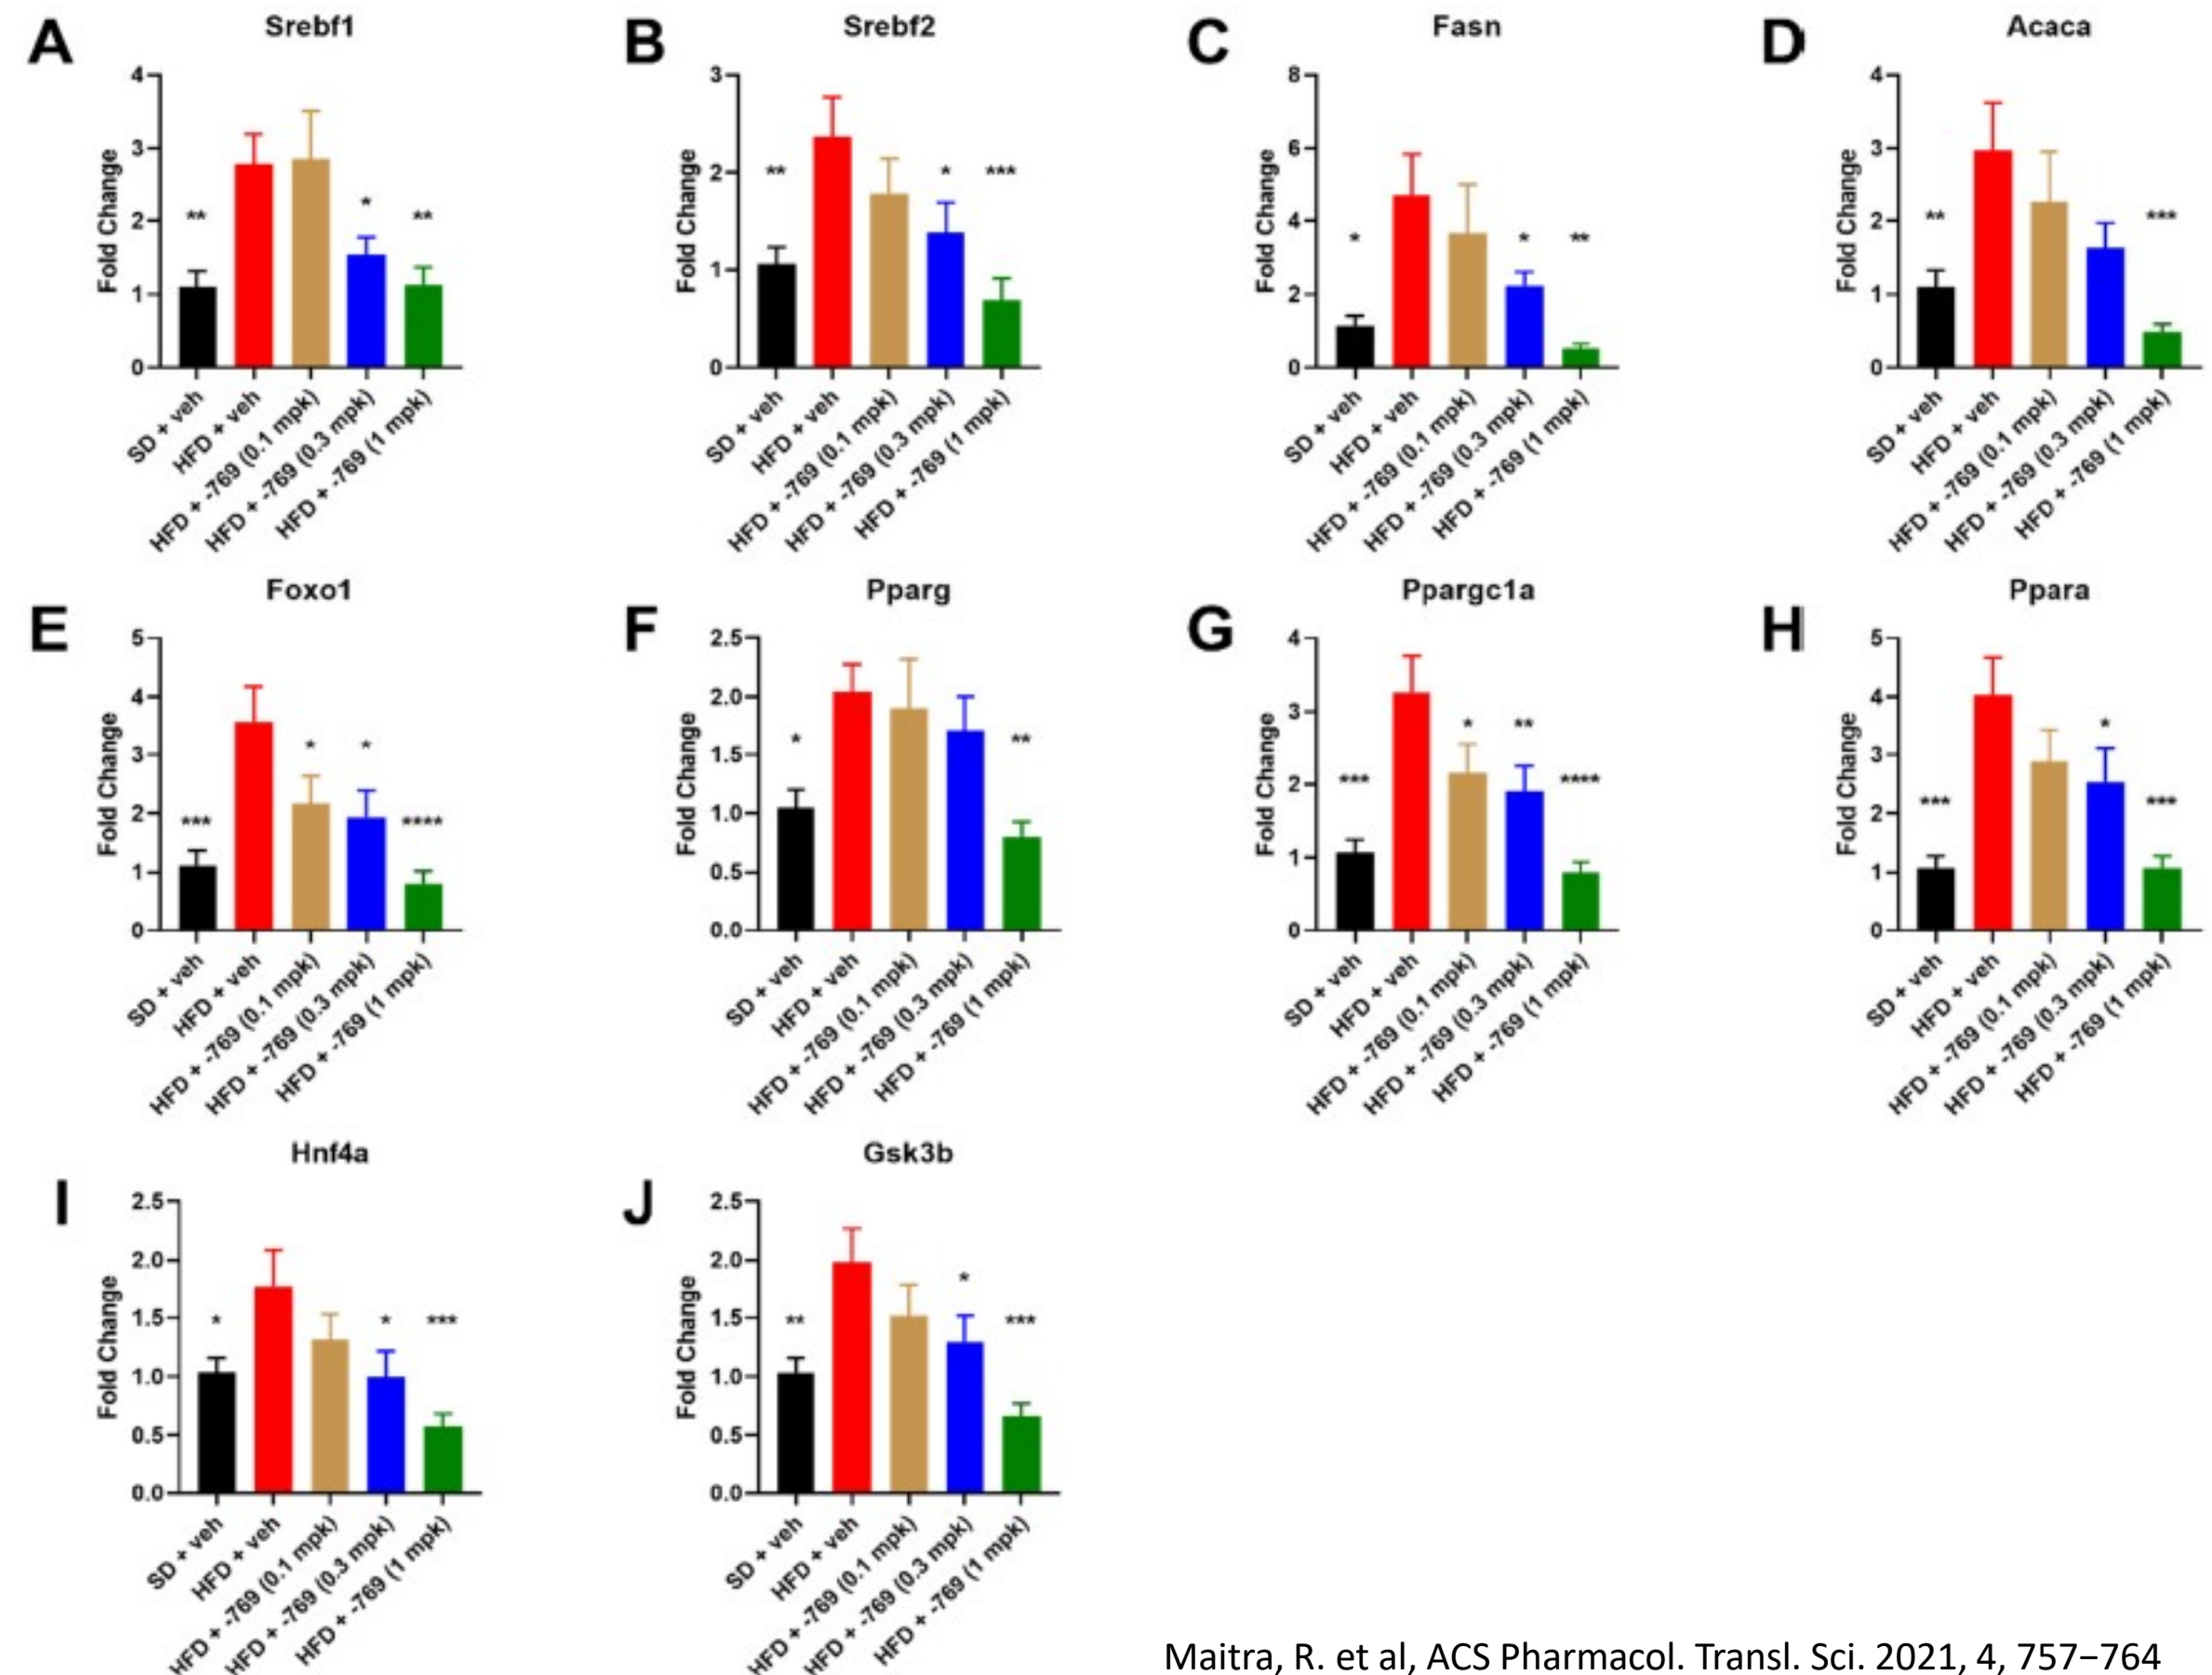 A
Srebf1
Fold Change
4
3
2
1
0
**
*
**
SD + veh
HFD + veh
HFD + -769 (0.1 mpk)
HFD + -769 (0.3 mpk)
HFD + -769 (1 mpk)
B
Srebf2
Fold Change
3
2
1
0
**
*
***
SD + veh
HFD + veh
HFD + -769 (0.1 mpk)
HFD + -769 (0.3 mpk)
HFD + -769 (1 mpk)
C
Fasn
Fold Change
8
6
4
2
0
*
*
**
SD + veh
HFD + veh
HFD + -769 (0.1 mpk)
HFD + -769 (0.3 mpk)
HFD + -769 (1 mpk)
D
Acaca
Fold Change
4
3
2
1
0
**
***
SD + veh
HFD + veh
HFD + -769 (0.1 mpk)
HFD + -769 (0.3 mpk)
HFD + -769 (1 mpk)
E
Foxo1
Fold Change
5
4
3
2
1
0
***
*
*
****
SD + veh
HFD + veh
HFD + -769 (0.1 mpk)
HFD + -769 (0.3 mpk)
HFD + -769 (1 mpk)
F
Pparg
Fold Change
2.5
2.0
1.5
1.0
0.5
0.0
*
**
SD + veh
HFD + veh
HFD + -769 (0.1 mpk)
HFD + -769 (0.3 mpk)
HFD + -769 (1 mpk)
G
Ppargc1a
Fold Change
4
3
2
1
0
***
*
**
****
SD + veh
HFD + veh
HFD + -769 (0.1 mpk)
HFD + -769 (0.3 mpk)
HFD + -769 (1 mpk)
H
Ppara
Fold Change
5
4
3
2
1
0
***
*
***
SD + veh
HFD + veh
HFD + -769 (0.1 mpk)
HFD + -769 (0.3 mpk)
HFD + -769 (1 mpk)
I
Hnf4a
Fold Change
2.5
2.0
1.5
1.0
0.5
0.0
*
*
***
SD + veh
HFD + veh
HFD + -769 (0.1 mpk)
HFD + -769 (0.3 mpk)
HFD + -769 (1 mpk)
J
Gsk3b
Fold Change
2.5
2.0
1.5
1.0
0.5
0.0
**
*
***
SD + veh
HFD + veh
HFD + -769 (0.1 mpk)
HFD + -769 (0.3 mpk)
HFD + -769 (1 mpk)
Maitra, R. et al, ACS Pharmacol. Transl. Sci. 2021, 4, 757−764